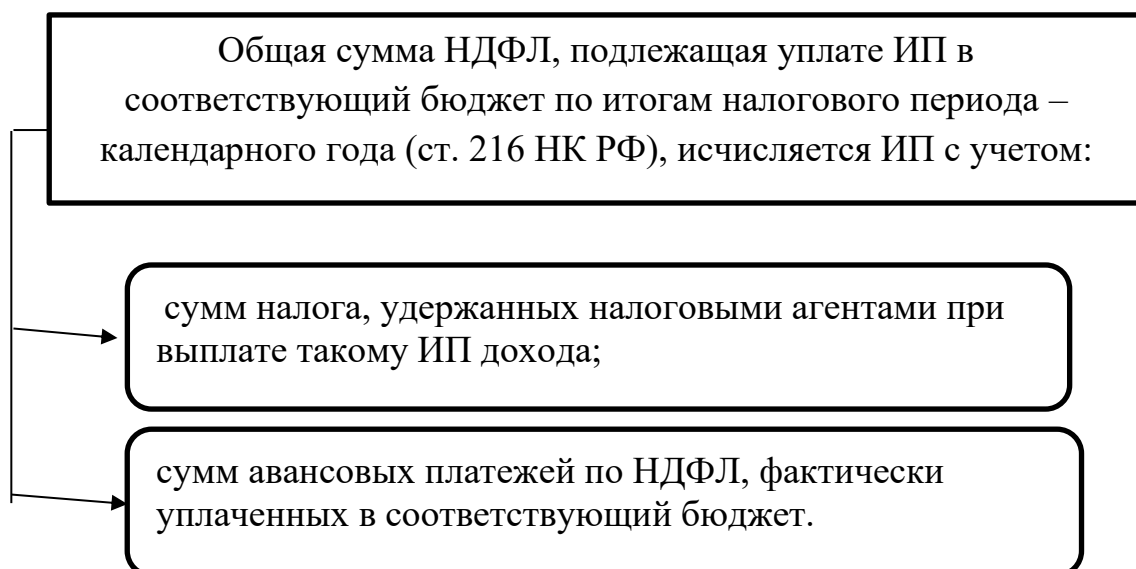 Общая сумма НДФЛ, подлежащая уплате ИП в
соответствующий бюджет по итогам налогового периода –
календарного года (ст. 216 НК РФ), исчисляется ИП с учетом:
сумм налога, удержанных налоговыми агентами при
выплате такому ИП дохода;
сумм авансовых платежей по НДФЛ, фактически
уплаченных в соответствующий бюджет.